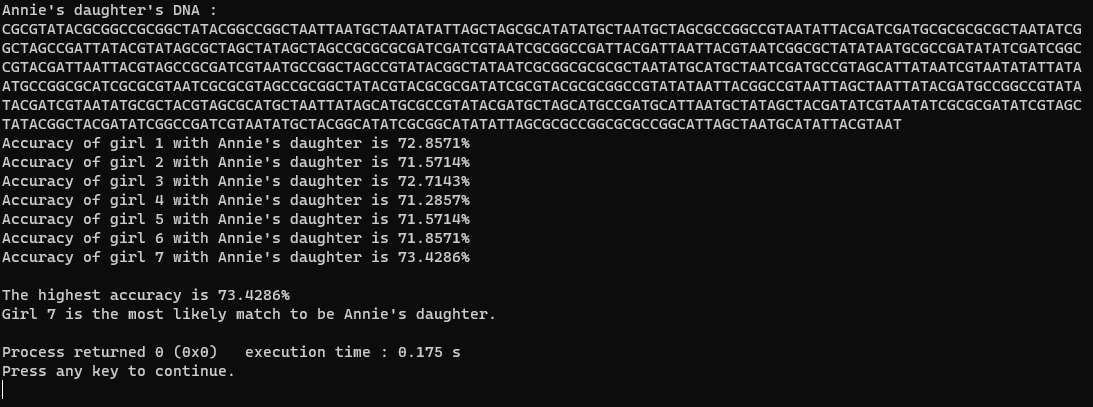 Annie's daughter's DNA :
CGCGTATACGCGGCCGCGGCTATACGGCCGGCTAATTAATGCTAATATATTAGCTAGCGCATATATGCTAATGCTAGCGCCGGCCGTAATATTACGATCGATGCGCGCGCGCTAATATCG
GCTAGCCGATTATACGTATAGCGCTAGCTATAGCTAGCCGCGCGCGATCGATCGTAATCGCGGCCGATTACGATTAATTACGTAATCGGCGCTATATAATGCGCCGATATATCGATCGGC
CGTACGATTAATTACGTAGCCGCGATCGTAATGCCGGCTAGCCGTATACGGCTATAATCGCGGCGCGCGCTAATATGCATGCTAATCGATGCCGTAGCATTATAATCGTAATATATTATA
ATGCCGGCGCATCGCGCGTAATCGCGCGTAGCCGCGGCTATACGTACGCGCGATATCGCGTACGCGCGGCCGTATATAATTACGGCCGTAATTAGCTAATTATACGATGCCGGCCGTATA
TACGATCGTAATATGCGCTACGTAGCGCATGCTAATTATAGCATGCGCCGTATACGATGCTAGCATGCCGATGCATTAATGCTATAGCTACGATATCGTAATATCGCGCGATATCGTAGC
TATACGGCTACGATATCGGCCGATCGTAATATGCTACGGCATATCGCGGCATATATTAGCGCGCCGGCGCGCCGGCATTAGCTAATGCATATTACGTAAT
Accuracy of girl 1 with Annie's daughter is 72.8571%
Accuracy of girl 2 with Annie's daughter is 71.5714%
Accuracy of girl 3 with Annie's daughter is 72.7143%
Accuracy of girl 4 with Annie's daughter is 71.2857%
Accuracy of girl 5 with Annie's daughter is 71.5714%
Accuracy of girl 6 with Annie's daughter is 71.8571%
Accuracy of girl 7 with Annie's daughter is 73.4286%
The highest accuracy is 73.4286%
Girl 7 is the most likely match to be Annie's daughter.
Process returned 0 (0x0)   execution time : 0.175 s
Press any key to continue.